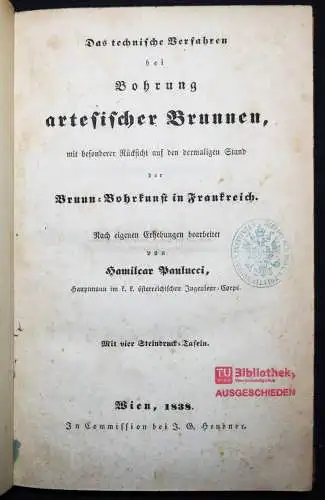 Das technische Verfahren
bei
Bohrung
artesischer Brunnen,
mit besonderer Rücksicht auf den dermaligen Stand
der
Brunn-Bohrkunst in Frankreich.
Nach eigenen Erhebungen bearbeitet
von
Hamilcar Paulucci,
Hauptmann im k. k. österreichischen Ingenieur-Corps.
Mit vier Steindruck-Tafeln.
TU Bibliothek,
AUSGESCHIEDEN
Wien, 1838.
In Commission bei J. G. Heubner.